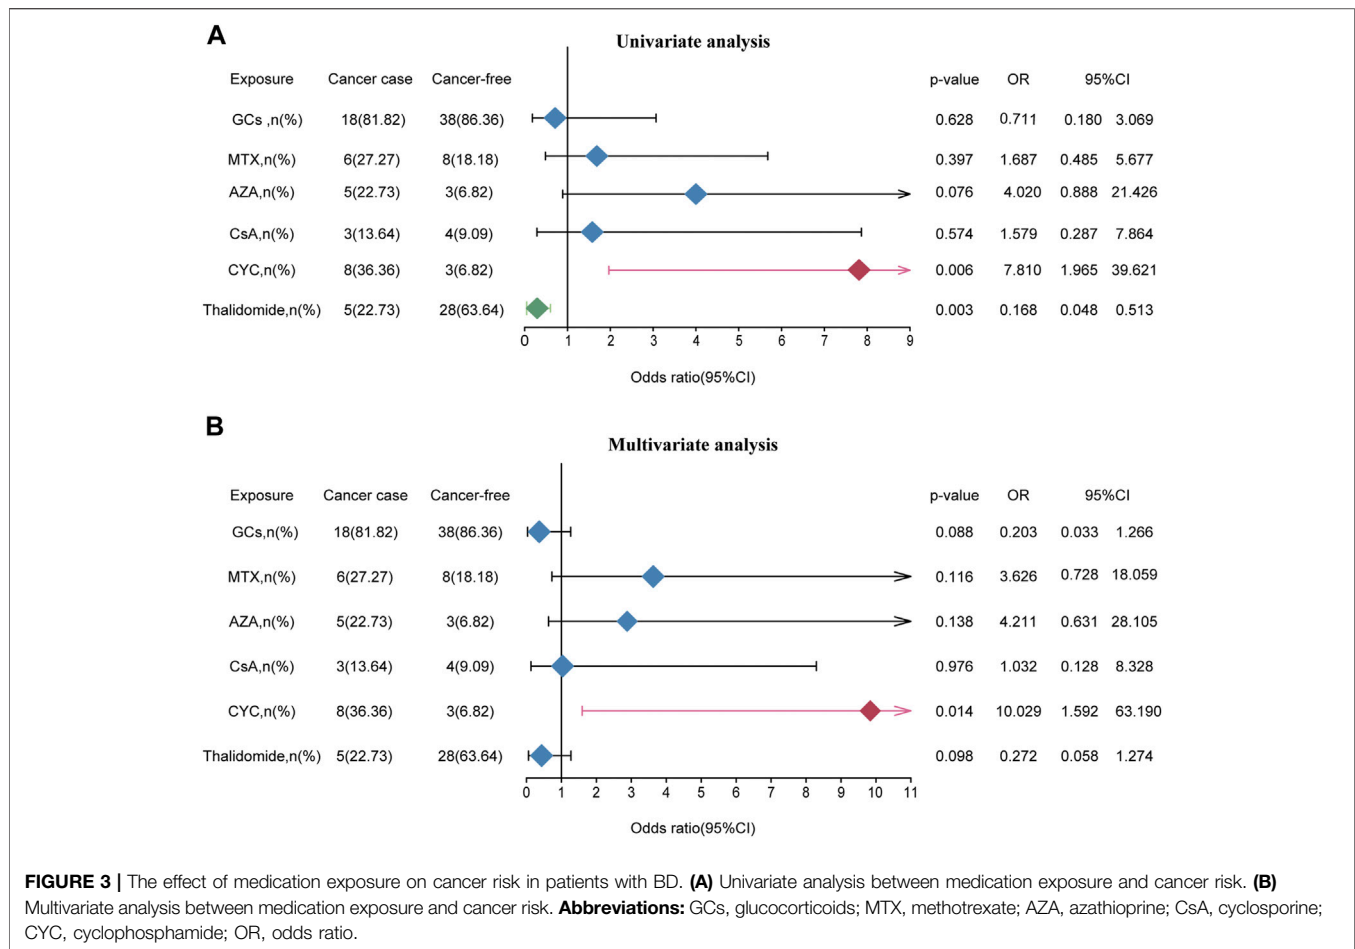 A
Univariate analysis
Exposure Cancer case Cancer-free p-value OR 95%CI
GCs ,n(%) 18(81.82) 38(86.36) 0.628 0.711 0.180 3.069
MTX,n(%) 6(27.27) 8(18.18) 0.397 1.687 0.485 5.677
AZA,n(%) 5(22.73) 3(6.82) 0.076 4.020 0.888 21.426
CsA,n(%) 3(13.64) 4(9.09) 0.574 1.579 0.287 7.864
CYC,n(%) 8(36.36) 3(6.82) 0.006 7.810 1.965 39.621
Thalidomide,n(%) 5(22.73) 28(63.64) 0.003 0.168 0.048 0.513
0 1 2 3 4 5 6 7 8 9
Odds ratio(95%CI)
B
Multivariate analysis
Exposure Cancer case Cancer-free p-value OR 95%CI
GCs,n(%) 18(81.82) 38(86.36) 0.088 0.203 0.033 1.266
MTX,n(%) 6(27.27) 8(18.18) 0.116 3.626 0.728 18.059
AZA,n(%) 5(22.73) 3(6.82) 0.138 4.211 0.631 28.105
CsA,n(%) 3(13.64) 4(9.09) 0.976 1.032 0.128 8.328
CYC,n(%) 8(36.36) 3(6.82) 0.014 10.029 1.592 63.190
Thalidomide,n(%) 5(22.73) 28(63.64) 0.098 0.272 0.058 1.274
0 1 2 3 4 5 6 7 8 9 10 11
Odds ratio(95%CI)
FIGURE 3 | The effect of medication exposure on cancer risk in patients with BD. (A) Univariate analysis between medication exposure and cancer risk. (B)
Multivariate analysis between medication exposure and cancer risk. Abbreviations: GCs, glucocorticoids; MTX, methotrexate; AZA, azathioprine; CsA, cyclosporine;
CYC, cyclophosphamide; OR, odds ratio.